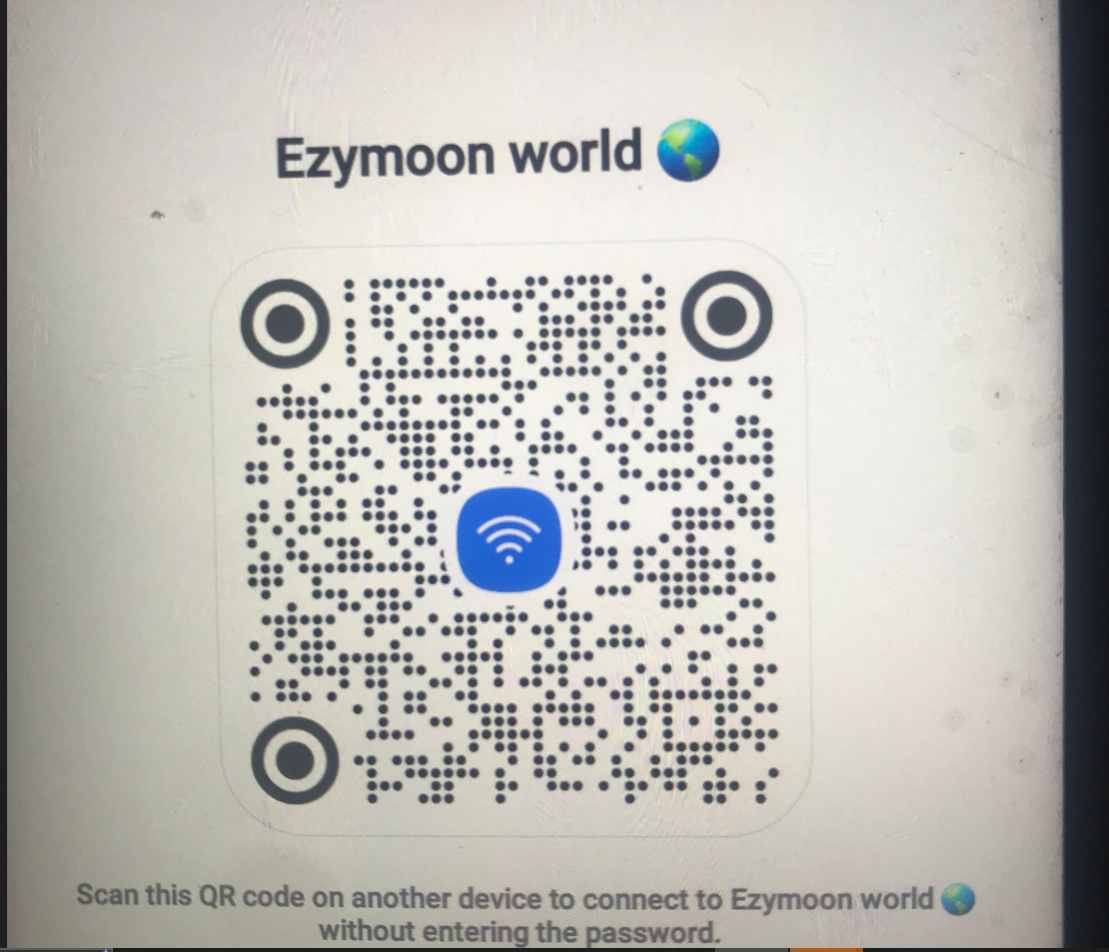 Ezymoon world 🌎
Scan this QR code on another device to connect to Ezymoon world 🌎
without entering the password.